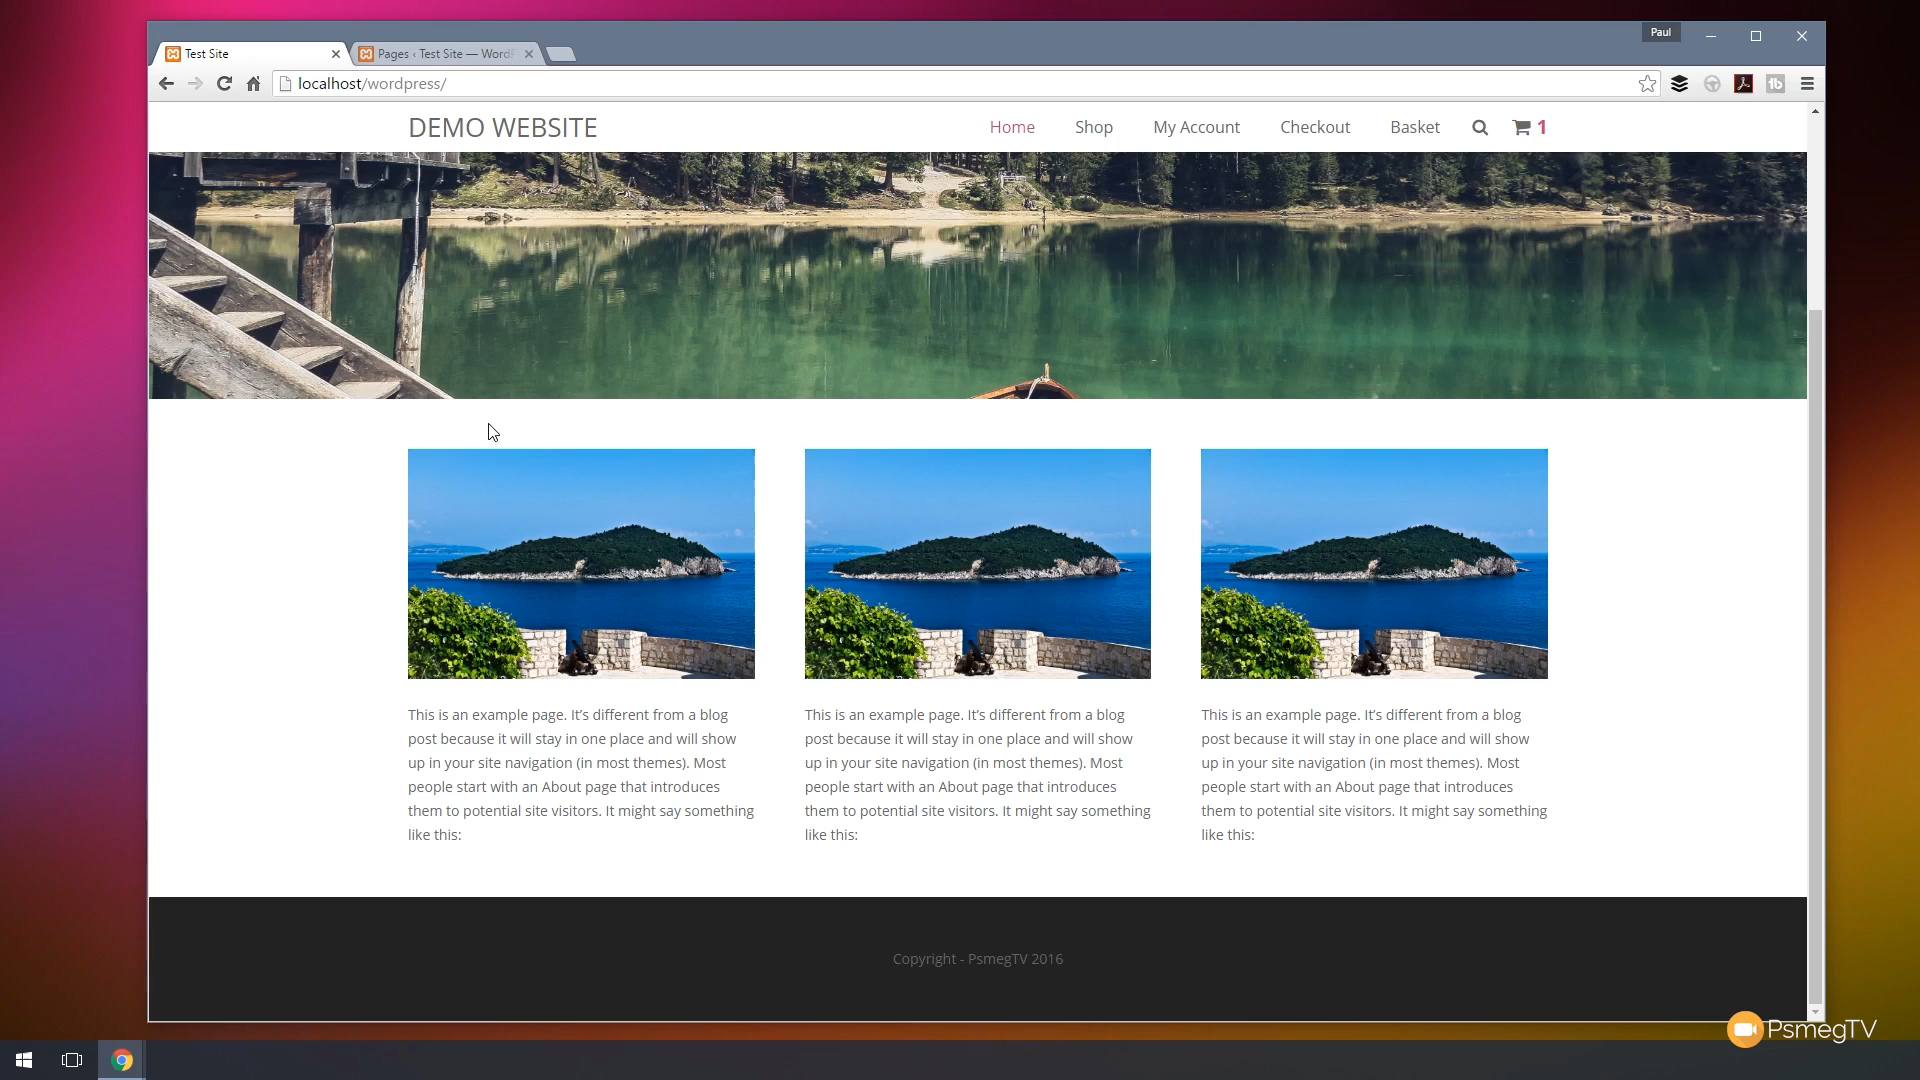 Paul
Test Site
Pages ‹ Test Site — WordP
localhost/wordpress/
DEMO WEBSITE
Home
Shop
My Account
Checkout
Basket
1
This is an example page. It’s different from a blog
post because it will stay in one place and will show
up in your site navigation (in most themes). Most
people start with an About page that introduces
them to potential site visitors. It might say something
like this:
This is an example page. It’s different from a blog
post because it will stay in one place and will show
up in your site navigation (in most themes). Most
people start with an About page that introduces
them to potential site visitors. It might say something
like this:
This is an example page. It’s different from a blog
post because it will stay in one place and will show
up in your site navigation (in most themes). Most
people start with an About page that introduces
them to potential site visitors. It might say something
like this:
Copyright - PsmegTV 2016
PsmegTV